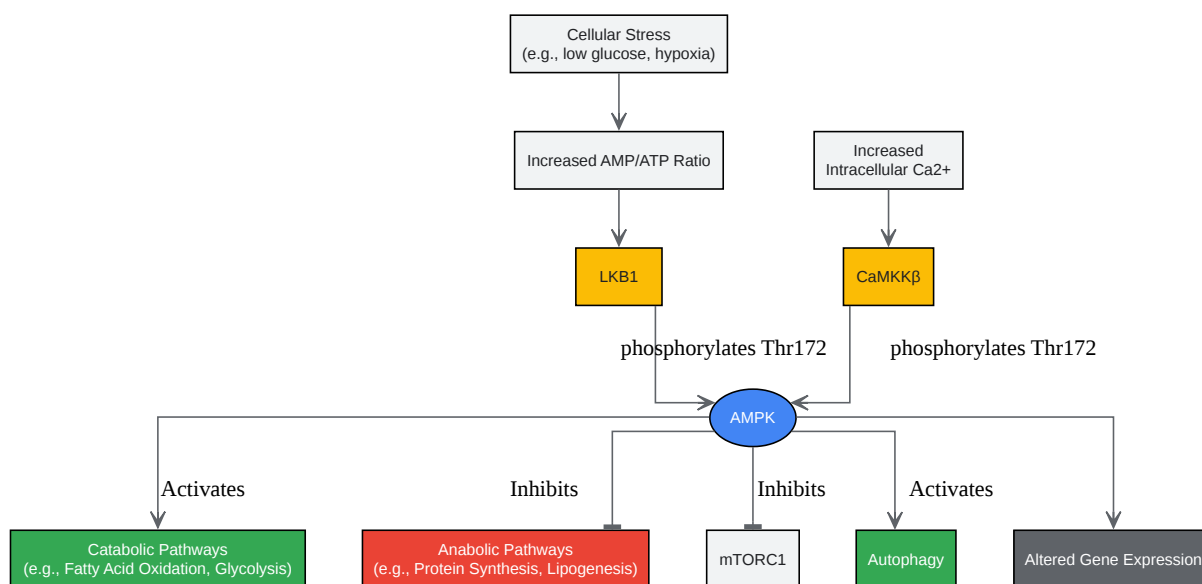 Cellular Stress
(e.g., low glucose, hypoxia)
Increased AMP/ATP Ratio
Increased
Intracellular Ca2+
LKB1
CaMKKβ
phosphorylates Thr172
phosphorylates Thr172
AMPK
Activates
Inhibits
Inhibits
Activates
Catabolic Pathways
(e.g., Fatty Acid Oxidation, Glycolysis)
Anabolic Pathways
(e.g., Protein Synthesis, Lipogenesis)
mTORC1
Autophagy
Altered Gene Expression